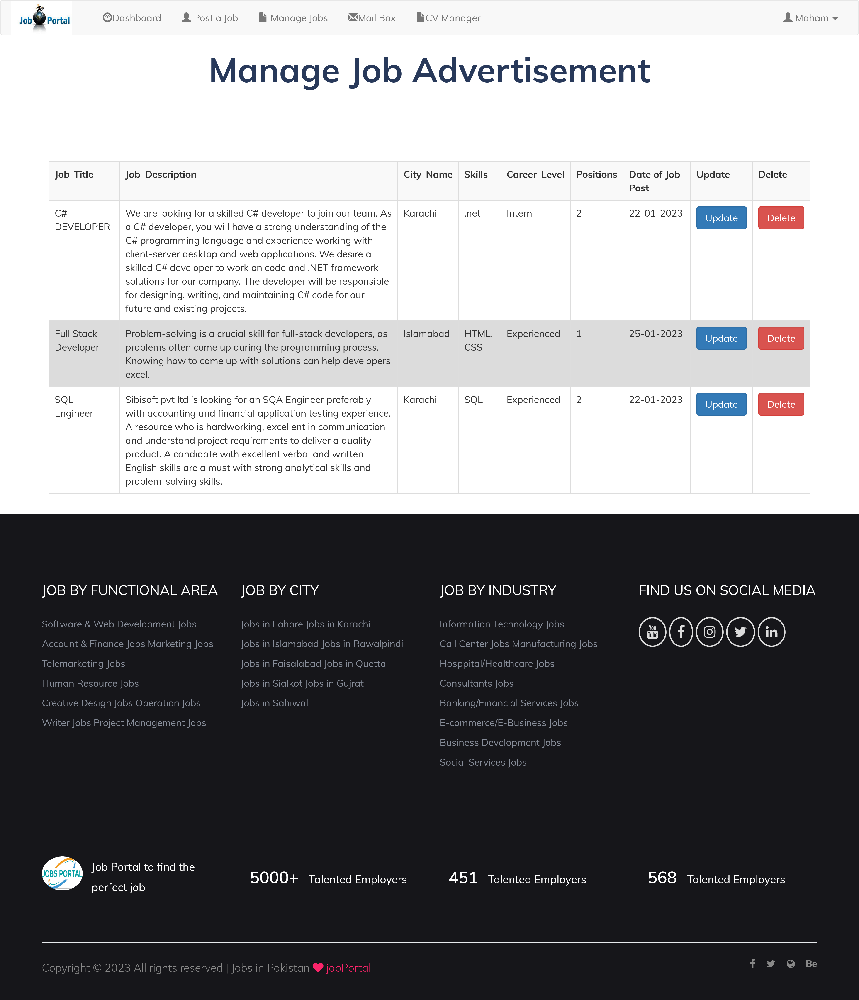 Job Portal
Dashboard
Post a Job
Manage Jobs
Mail Box
CV Manager
Maham
Manage Job Advertisement
Job_Title
Job_Description
City_Name
Skills
Career_Level
Positions
Date of Job
Post
Update
Delete
C#
DEVELOPER
We are looking for a skilled C# developer to join our team. As
a C# developer, you will have a strong understanding of the
C# programming language and experience working with
client-server desktop and web applications. We desire a
skilled C# developer to work on code and .NET framework
solutions for our company. The developer will be responsible
for designing, writing, and maintaining C# code for our
future and existing projects.
Karachi
.net
Intern
2
22-01-2023
Update
Delete
Full Stack
Developer
Problem-solving is a crucial skill for full-stack developers, as
problems often come up during the programming process.
Knowing how to come up with solutions can help developers
excel.
Islamabad
HTML,
CSS
Experienced
1
25-01-2023
Update
Delete
SQL
Engineer
Sibisoft pvt ltd is looking for an SQA Engineer preferably
with accounting and financial application testing experience.
A resource who is hardworking, excellent in communication
and understand project requirements to deliver a quality
product. A candidate with excellent verbal and written
English skills are a must with strong analytical skills and
problem-solving skills.
Karachi
SQL
Experienced
2
22-01-2023
Update
Delete
JOB BY FUNCTIONAL AREA
Software & Web Development Jobs
Account & Finance Jobs Marketing Jobs
Telemarketing Jobs
Human Resource Jobs
Creative Design Jobs Operation Jobs
Writer Jobs Project Management Jobs
JOB BY CITY
Jobs in Lahore Jobs in Karachi
Jobs in Islamabad Jobs in Rawalpindi
Jobs in Faisalabad Jobs in Quetta
Jobs in Sialkot Jobs in Gujrat
Jobs in Sahiwal
JOB BY INDUSTRY
Information Technology Jobs
Call Center Jobs Manufacturing Jobs
Hosppital/Healthcare Jobs
Consultants Jobs
Banking/Financial Services Jobs
E-commerce/E-Business Jobs
Business Development Jobs
Social Services Jobs
FIND US ON SOCIAL MEDIA
You
Tube
JOBS PORTAL
Job Portal to find the
perfect job
5000+ Talented Employers
451 Talented Employers
568 Talented Employers
Copyright © 2023 All rights reserved | Jobs in Pakistan ♥ jobPortal